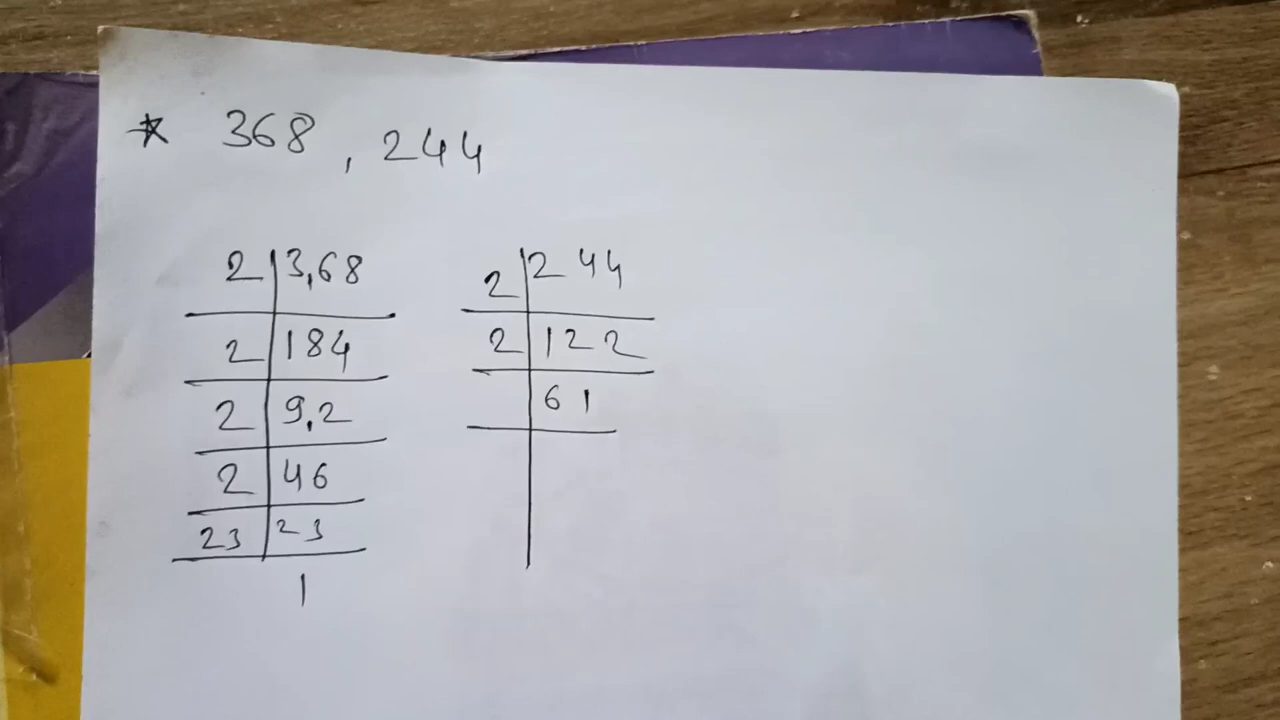 * 368, 244
2 | 3,68
2 | 184
2 | 9,2
2 | 46
23 | 23
1
2 | 244
2 | 122
61